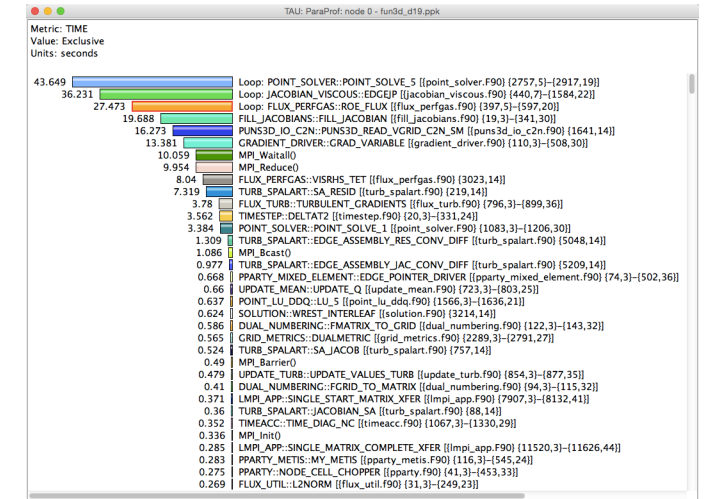 TAU: ParaProf: node 0 - fun3d_d19.ppk
Metric: TIME
Value: Exclusive
Units: seconds
43.649 Loop: POINT_SOLVER::POINT_SOLVE_5 [{point_solver.F90} {2757,5}-{2917,19}]
36.231 Loop: JACOBIAN_VISCOUS::EDGEJP [{jacobian_viscous.F90} {440,7}-{1584,22}]
27.473 Loop: FLUX_PERFGAS::ROE_FLUX [{flux_perfgas.f90} {397,5}-{597,20}]
19.688 FILL_JACOBIANS::FILL_JACOBIAN [{fill_jacobians.f90} {19,3}-{341,30}]
16.273 PUNS3D_IO_C2N::PUNS3D_READ_VGRID_C2N_SM [{puns3d_io_c2n.f90} {1641,14}]
13.381 GRADIENT_DRIVER::GRAD_VARIABLE [{gradient_driver.f90} {110,3}-{508,30}]
10.059 MPI_Waitall()
9.954 MPI_Reduce()
8.04 FLUX_PERFGAS::VISRHS_TET [{flux_perfgas.f90} {3023,14}]
7.319 TURB_SPALART::SA_RESID [{turb_spalart.f90} {219,14}]
3.78 FLUX_TURB::TURBULENT_GRADIENTS [{flux_turb.f90} {796,3}-{899,36}]
3.562 TIMESTEP::DELTAT2 [{timestep.f90} {20,3}-{331,24}]
3.384 POINT_SOLVER::POINT_SOLVE_1 [{point_solver.F90} {1083,3}-{1206,30}]
1.309 TURB_SPALART::EDGE_ASSEMBLY_RES_CONV_DIFF [{turb_spalart.f90} {5048,14}]
1.086 MPI_Bcast()
0.977 TURB_SPALART::EDGE_ASSEMBLY_JAC_CONV_DIFF [{turb_spalart.f90} {5209,14}]
0.668 PPARTY_MIXED_ELEMENT::EDGE_POINTER_DRIVER [{pparty_mixed_element.f90} {74,3}-{502,36}]
0.66 UPDATE_MEAN::UPDATE_Q [{update_mean.f90} {723,3}-{803,25}]
0.637 POINT_LU_DDQ::LU_5 [{point_lu_ddq.f90} {1566,3}-{1636,21}]
0.624 SOLUTION::WREST_INTERLEAF [{solution.F90} {3214,14}]
0.586 DUAL_NUMBERING::FMATRIX_TO_GRID [{dual_numbering.f90} {122,3}-{143,32}]
0.565 GRID_METRICS::DUALMETRIC [{grid_metrics.f90} {2289,3}-{2791,27}]
0.524 TURB_SPALART::SA_JACOB [{turb_spalart.f90} {757,14}]
0.49 MPI_Barrier()
0.479 UPDATE_TURB::UPDATE_VALUES_TURB [{update_turb.f90} {854,3}-{877,35}]
0.41 DUAL_NUMBERING::FGRID_TO_MATRIX [{dual_numbering.f90} {94,3}-{115,32}]
0.371 LMPI_APP::SINGLE_START_MATRIX_XFER [{lmpi_app.F90} {7907,3}-{8132,41}]
0.36 TURB_SPALART::JACOBIAN_SA [{turb_spalart.f90} {88,14}]
0.352 TIMEACC::TIME_DIAG_NC [{timeacc.f90} {1067,3}-{1330,29}]
0.336 MPI_Init()
0.285 LMPI_APP::SINGLE_MATRIX_COMPLETE_XFER [{lmpi_app.F90} {11520,3}-{11626,44}]
0.283 PPARTY_METIS::MY_METIS [{pparty_metis.F90} {116,3}-{545,24}]
0.275 PPARTY::NODE_CELL_CHOPPER [{pparty.f90} {41,3}-{453,33}]
0.269 FLUX_UTIL::L2NORM [{flux_util.f90} {31,3}-{249,23}]